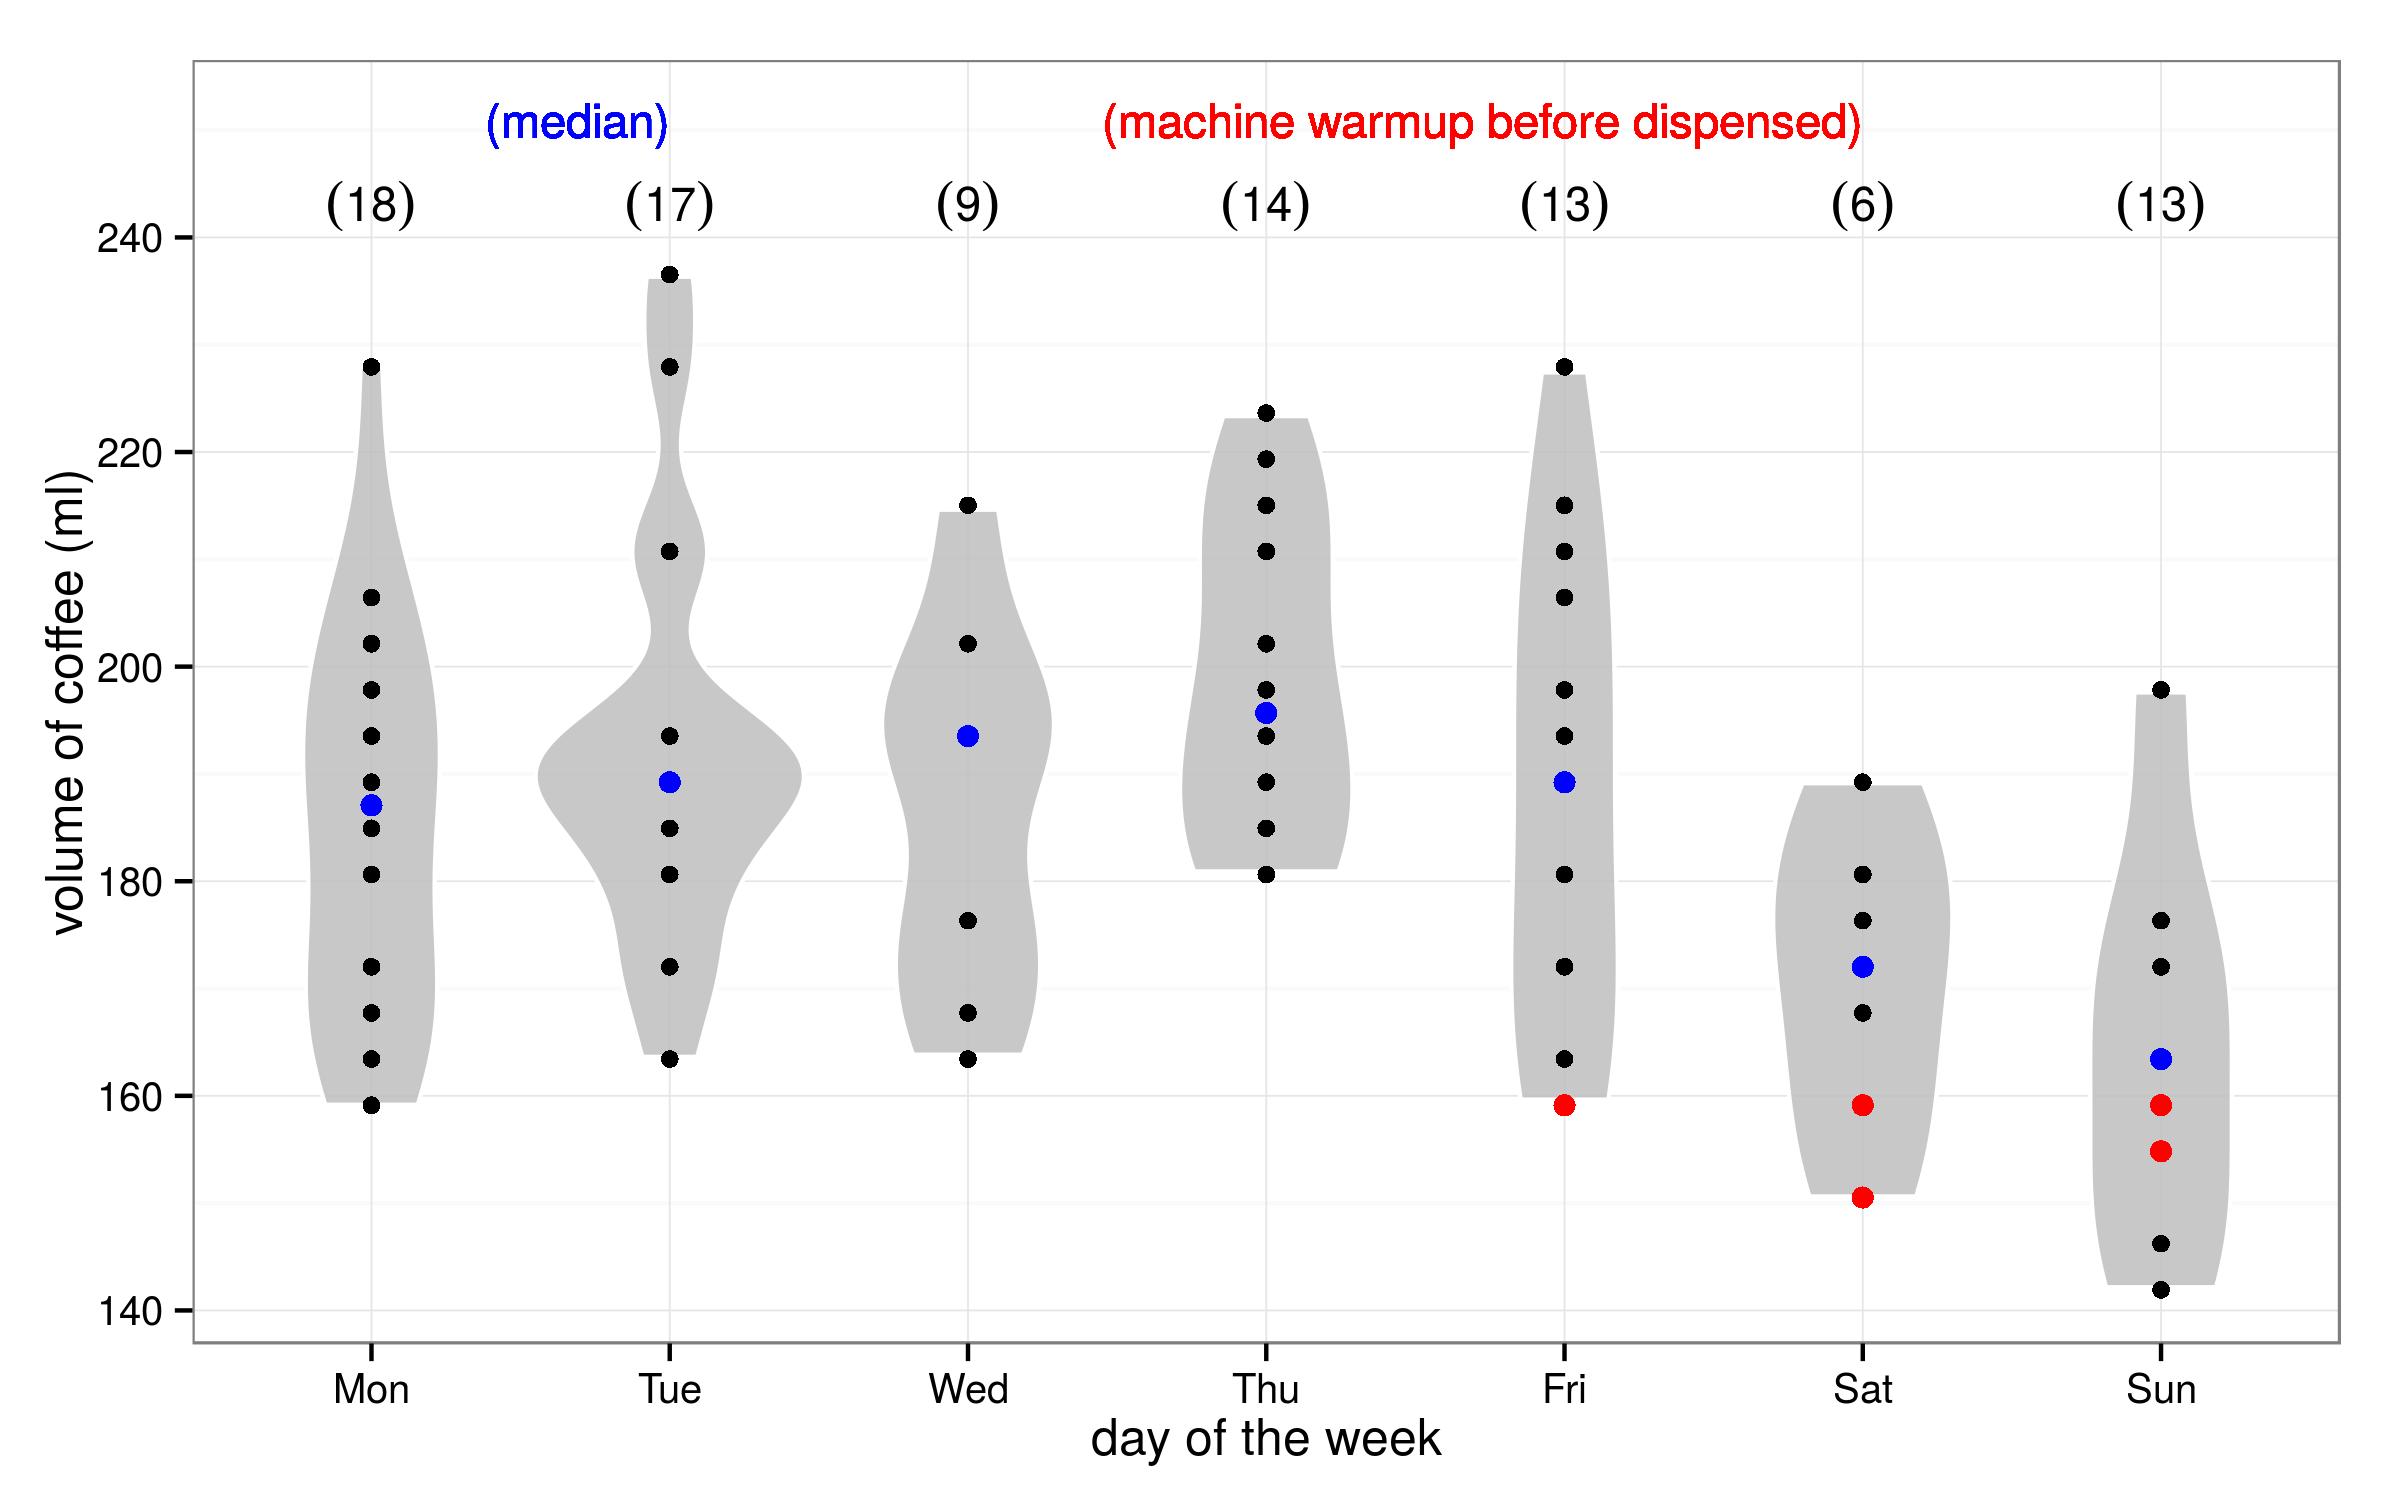 (median) (machine warmup before dispensed)
(18) (17) (9) (14) (13) (6) (13)
240
220
200
180
160
140
volume of coffee (ml)
Mon Tue Wed Thu Fri Sat Sun
day of the week